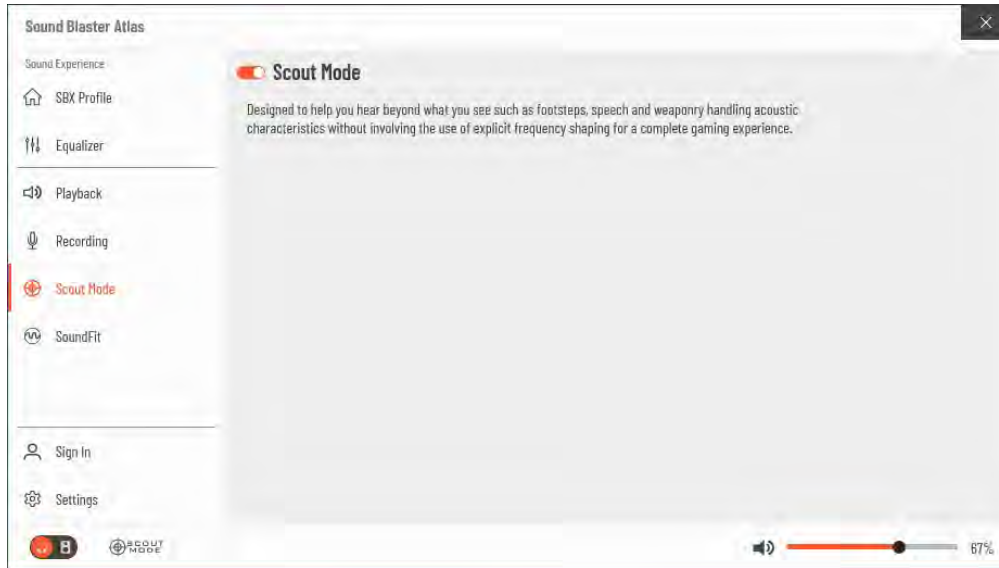 Sound Blaster Atlas
Sound Experience
SBX Profile
Equalizer
Playback
Recording
Scout Mode
SoundFit
Sign In
Settings
SCOUT
MODE
Scout Mode
Designed to help you hear beyond what you see such as footsteps, speech and weaponry handling acoustic
characteristics without involving the use of explicit frequency shaping for a complete gaming experience.
67%